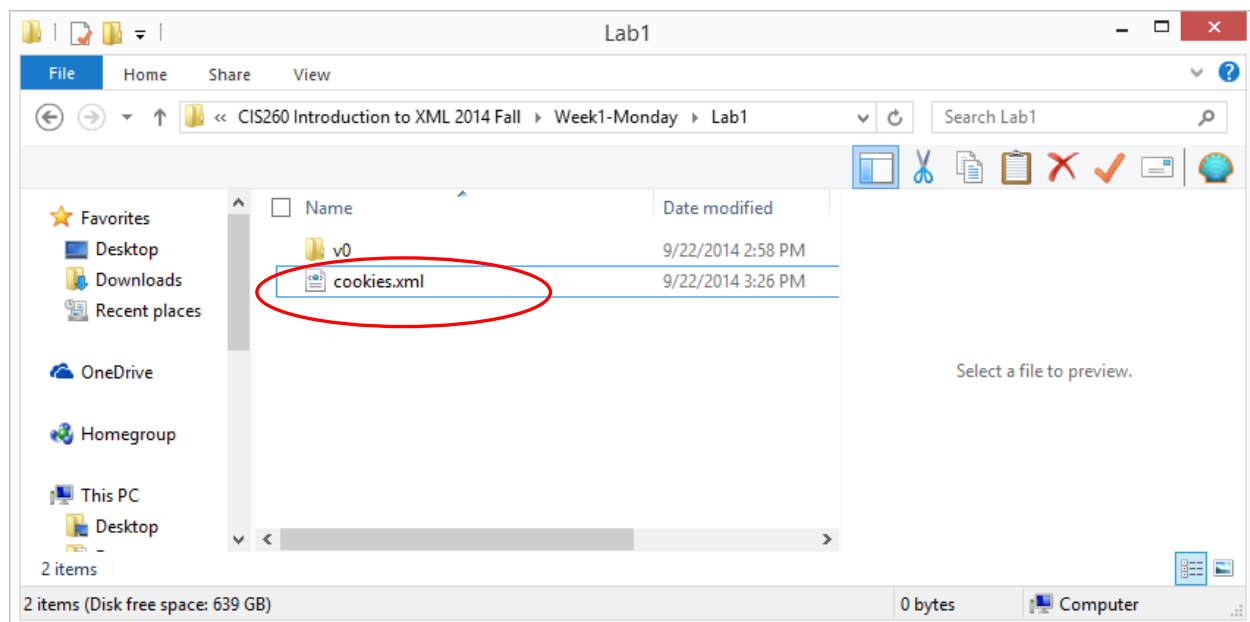 Lab1
File Home Share View
« CIS260 Introduction to XML 2014 Fall Week1-Monday Lab1 Search Lab1
Name Date modified
Favorites
Desktop
Downloads
Recent places
OneDrive
Homegroup
This PC
Desktop
v0 9/22/2014 2:58 PM
cookies.xml 9/22/2014 3:26 PM
Select a file to preview.
2 items
2 items (Disk free space: 639 GB) 0 bytes Computer